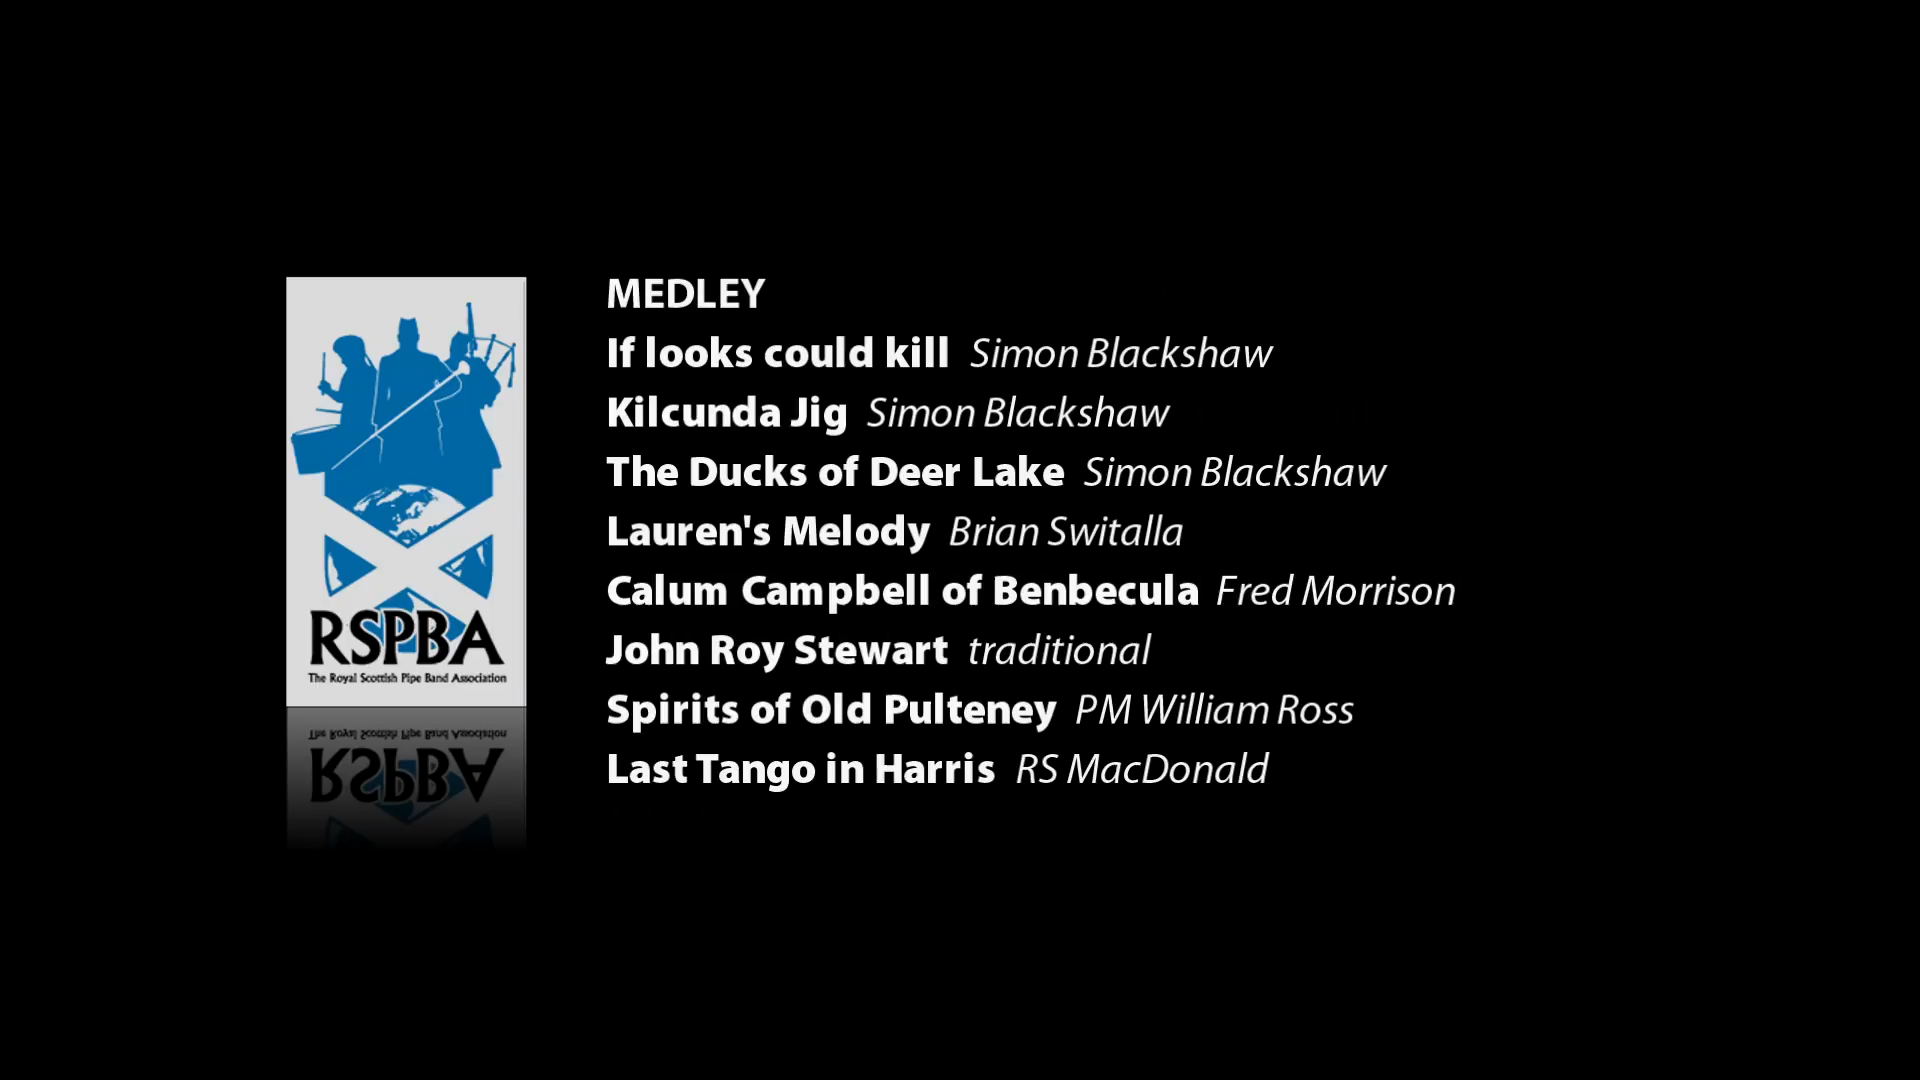 MEDLEY
If looks could kill Simon Blackshaw
Kilcunda Jig Simon Blackshaw
The Ducks of Deer Lake Simon Blackshaw
Lauren's Melody Brian Switalla
Calum Campbell of Benbecula Fred Morrison
John Roy Stewart traditional
Spirits of Old Pulteney PM William Ross
Last Tango in Harris RS MacDonald
RSPBA
The Royal Scottish Pipe Band Association